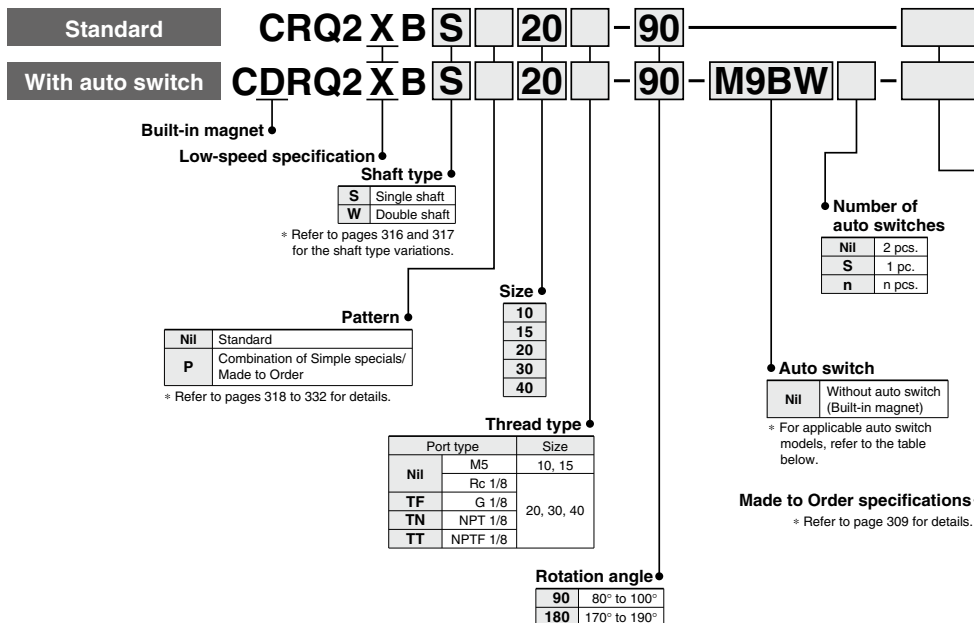 Standard
CRQ2 X B S 20 - 90
With auto switch
CDRQ2 X B S 20 - 90 - M9BW -
Built-in magnet
Low-speed specification
Shaft type
S Single shaft
W Double shaft
* Refer to pages 316 and 317
for the shaft type variations.
Number of
auto switches
Nil 2 pcs.
S 1 pc.
n n pcs.
Pattern
Nil Standard
P Combination of Simple specials/
Made to Order
* Refer to pages 318 to 332 for details.
Size
10
15
20
30
40
Auto switch
Nil Without auto switch
(Built-in magnet)
* For applicable auto switch
models, refer to the table
below.
Thread type
Port type Size
Nil M5 10, 15
Rc 1/8 20, 30, 40
TF G 1/8
TN NPT 1/8
TT NPTF 1/8
Made to Order specifications
* Refer to page 309 for details.
Rotation angle
90 80° to 100°
180 170° to 190°